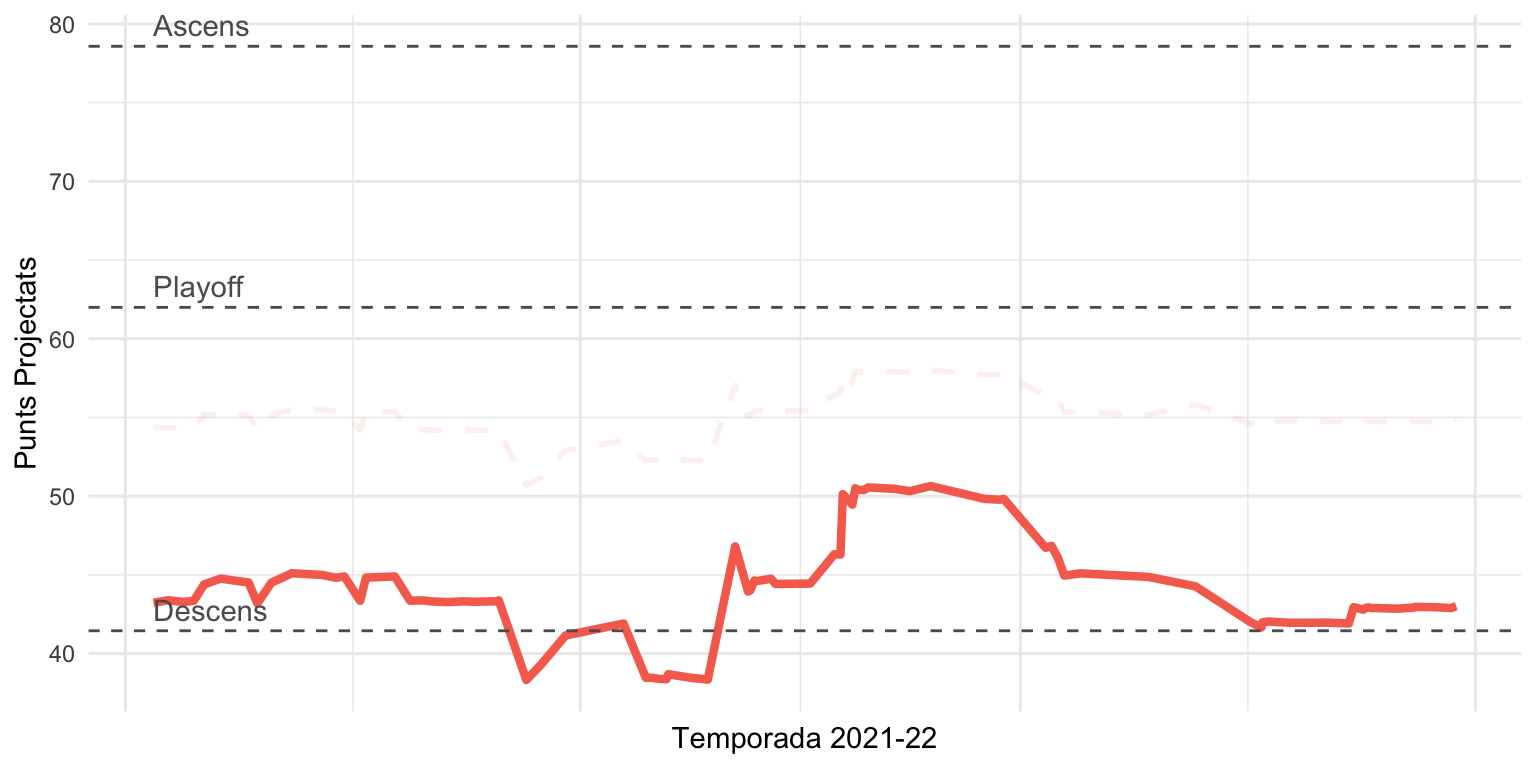 80
Ascens
70
Playoff
60
Punts Projectats
50
Descens
40
Temporada 2021-22